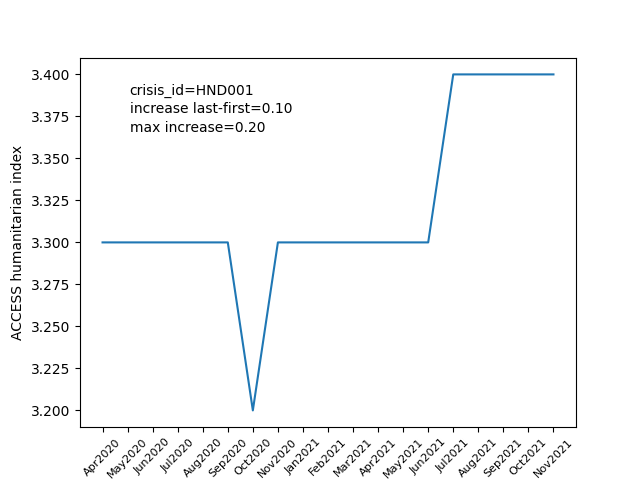 crisis_id=HND001
increase last-first=0.10
max increase=0.20
ACCESS humanitarian index
3.400
3.375
3.350
3.325
3.300
3.275
3.250
3.225
3.200
Apr2020
May2020
Jun2020
Jul2020
Aug2020
Sep2020
Oct2020
Nov2020
Jan2021
Feb2021
Mar2021
Apr2021
May2021
Jun2021
Jul2021
Aug2021
Sep2021
Oct2021
Nov2021